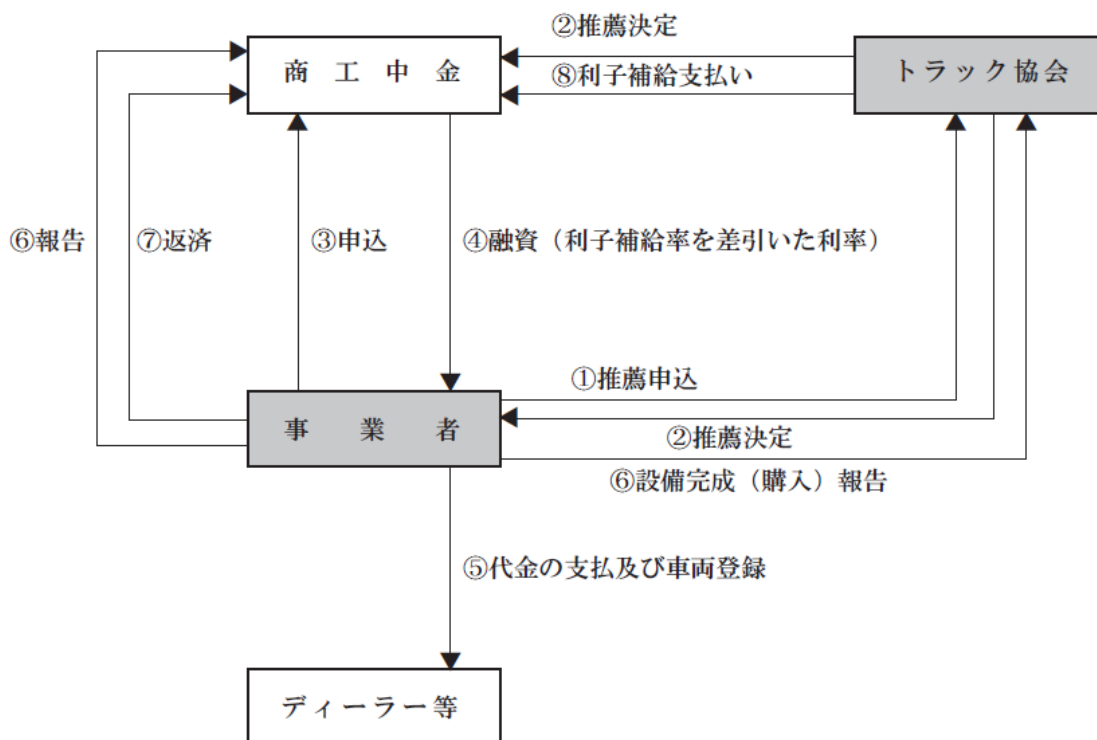 ②推薦決定
商工中金
⑧利子補給支払い
トラック協会
⑥報告
⑦返済
③申込
④融資（利子補給率を差引いた利率）
①推薦申込
事業者
②推薦決定
⑥設備完成（購入）報告
⑤代金の支払及び車両登録
ディーラー等